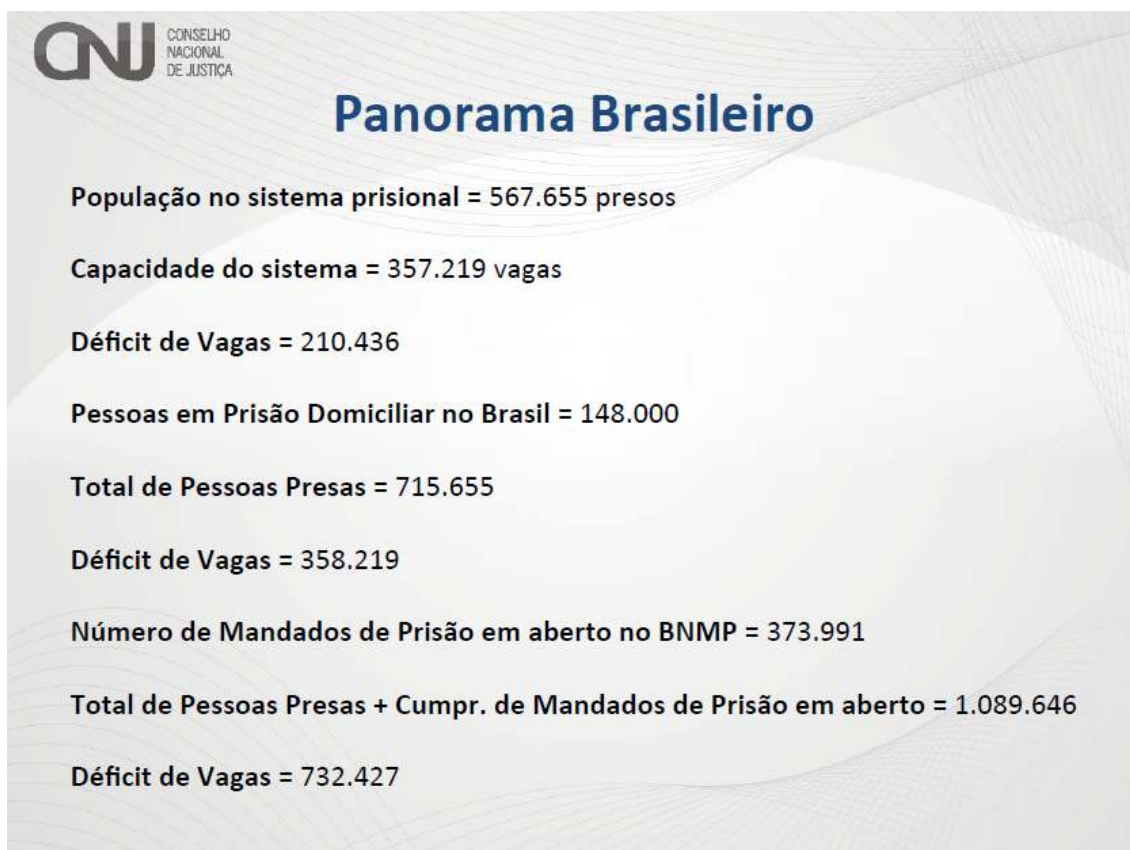 CNJ
CONSELHO
NACIONAL
DE JUSTIÇA
Panorama Brasileiro
População no sistema prisional = 567.655 presos
Capacidade do sistema = 357.219 vagas
Déficit de Vagas = 210.436
Pessoas em Prisão Domiciliar no Brasil = 148.000
Total de Pessoas Presas = 715.655
Déficit de Vagas = 358.219
Número de Mandados de Prisão em aberto no BNMP = 373.991
Total de Pessoas Presas + Cumpr. de Mandados de Prisão em aberto = 1.089.646
Déficit de Vagas = 732.427